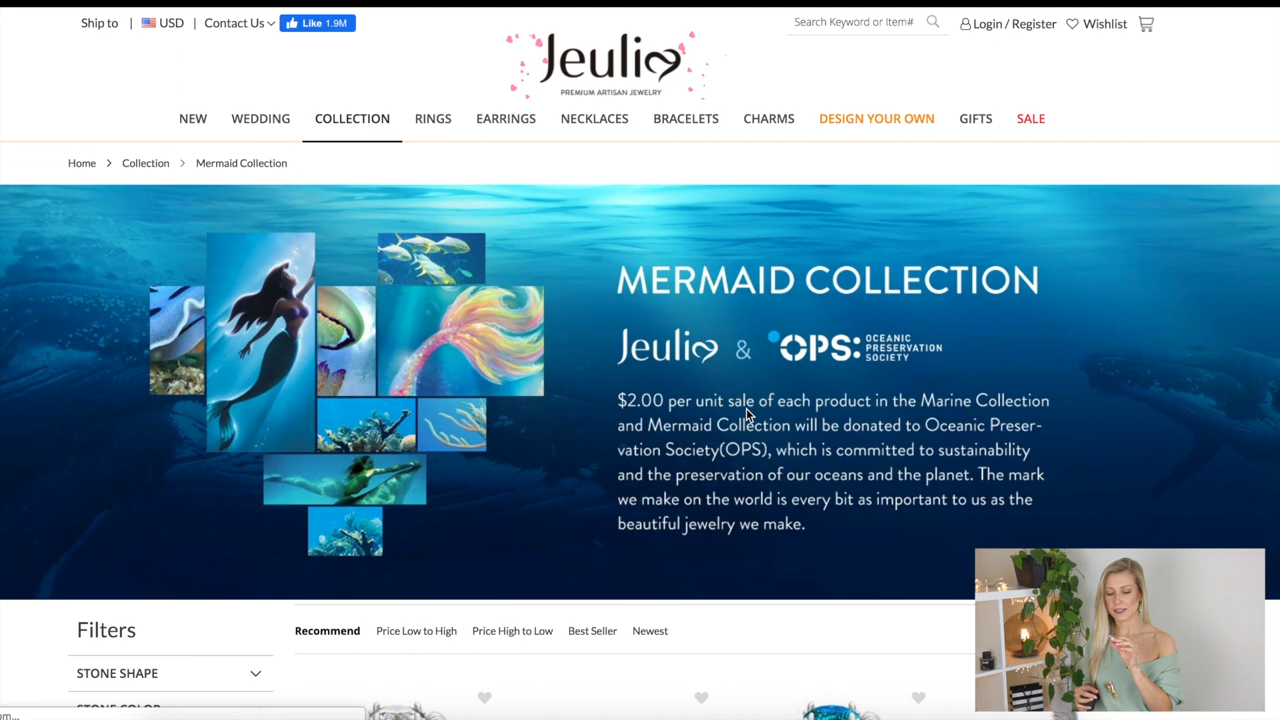 Ship to | USD | Contact Us Like 1.9M Search Keyword or Item# Login / Register Wishlist
Jeulia
PREMIUM ARTISAN JEWELRY
NEW WEDDING COLLECTION RINGS EARRINGS NECKLACES BRACELETS CHARMS DESIGN YOUR OWN GIFTS SALE
Home > Collection > Mermaid Collection
MERMAID COLLECTION
Jeulia & OPS: OCEANIC
PRESERVATION
SOCIETY
$2.00 per unit sale of each product in the Marine Collection
and Mermaid Collection will be donated to Oceanic Preser-
vation Society(OPS), which is committed to sustainability
and the preservation of our oceans and the planet. The mark
we make on the world is every bit as important to us as the
beautiful jewelry we make.
Filters
Recommend Price Low to High Price High to Low Best Seller Newest
STONE SHAPE
STONE COLOR
om...